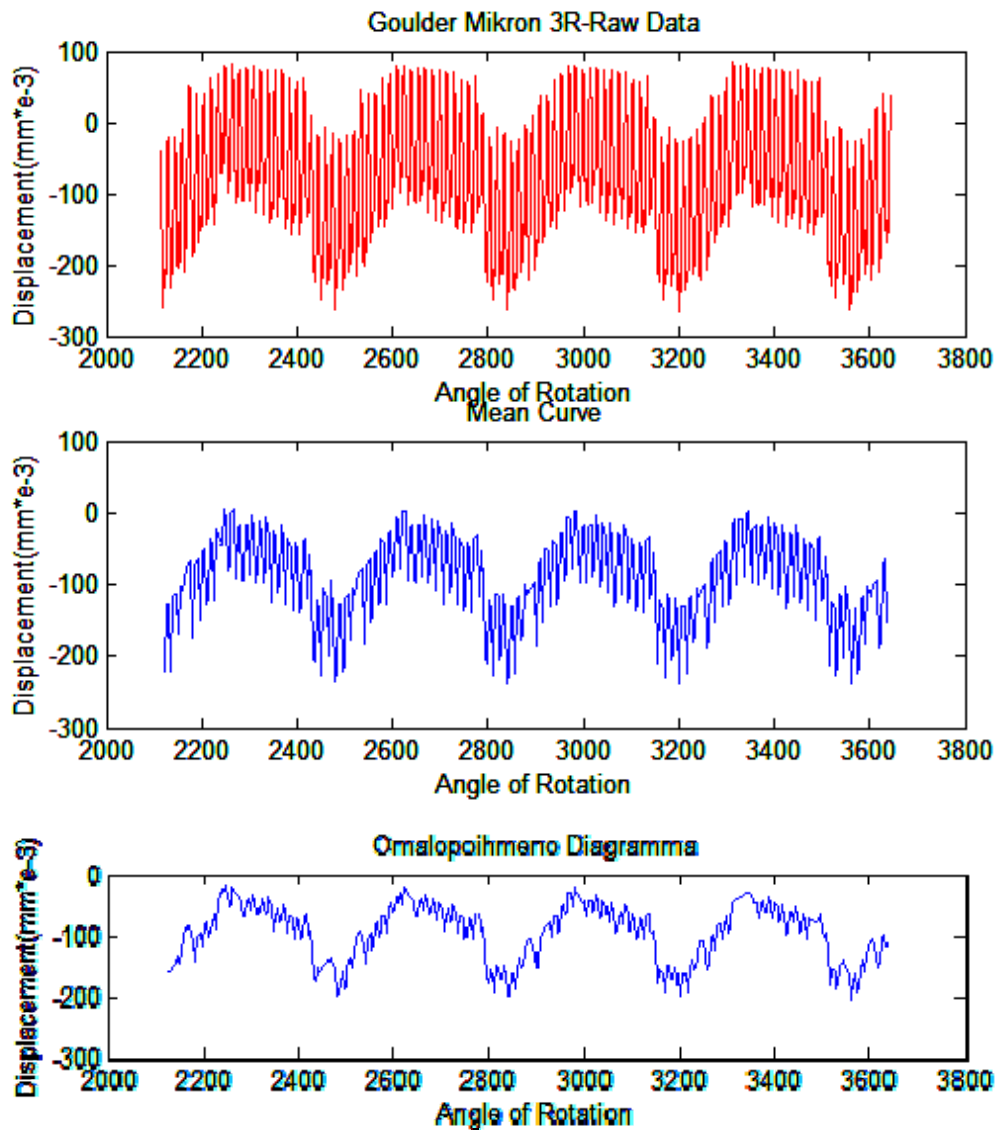 Goulder Mikron 3R-Raw Data
Displacement(mm*e-3)
100
0
-100
-200
-300
2000 2200 2400 2600 2800 3000 3200 3400 3600 3800
Angle of Rotation
Mean Curve
Displacement(mm*e-3)
100
0
-100
-200
-300
2000 2200 2400 2600 2800 3000 3200 3400 3600 3800
Angle of Rotation
Omalopoihmeno Diagramma
Displacement(mm*e-3)
0
-100
-200
-300
2000 2200 2400 2600 2800 3000 3200 3400 3600 3800
Angle of Rotation